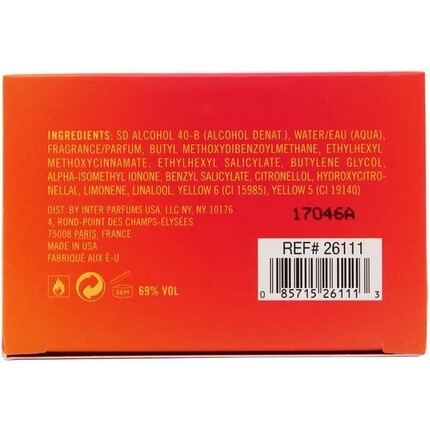 INGREDIENTS: SD ALCOHOL 40-B (ALCOHOL DENAT.), WATER/EAU (AQUA),
FRAGRANCE/PARFUM, BUTYL METHOXYDIBENZOYLMETHANE, ETHYLHEXYL
METHOXYCINNAMATE, ETHYLHEXYL SALICYLATE, BUTYLENE GLYCOL,
ALPHA-ISOMETHYL IONONE, BENZYL SALICYLATE, CITRONELLOL, HYDROXYCITRO-
NELLAL, LIMONENE, LINALOOL, YELLOW 6 (CI 15985), YELLOW 5 (CI 19140)
DIST. BY INTER PARFUMS USA, LLC NY, NY 10176
4, ROND-POINT DES CHAMPS-ÉLYSÉES
75008 PARIS, FRANCE
MADE IN USA
FABRIQUÉ AUX É-U
17046A
REF# 26111
0 85715 26111 3
36M
69% VOL